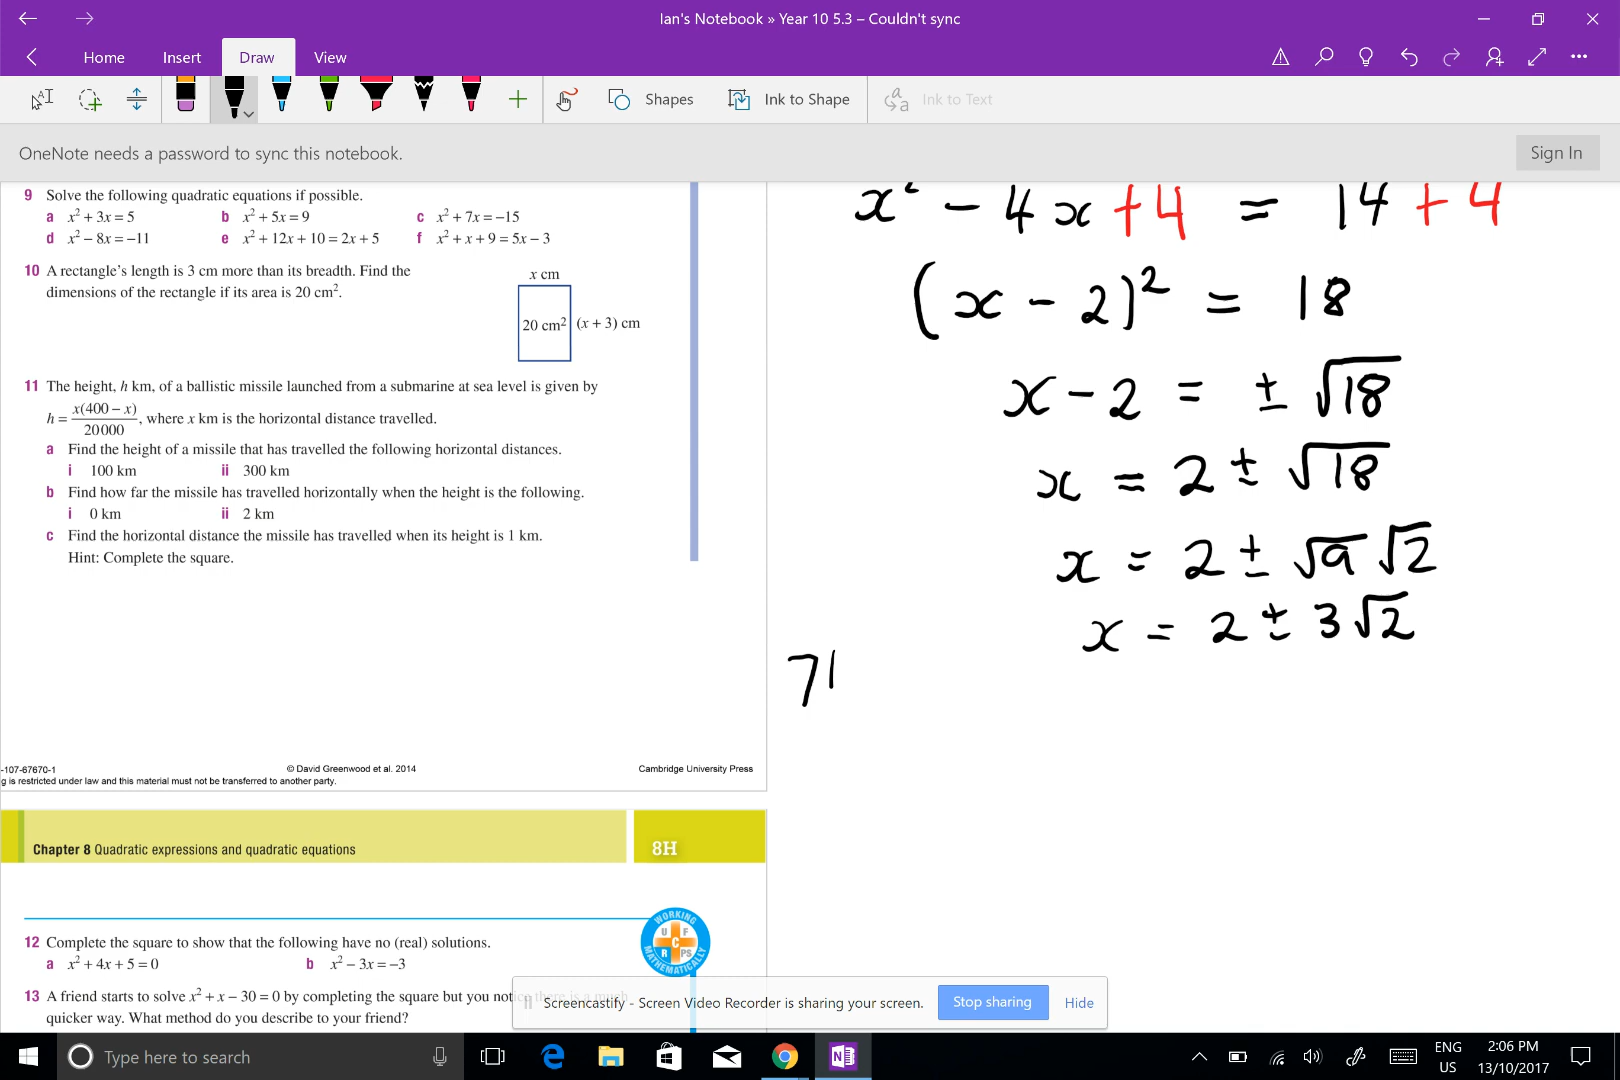 Ian's Notebook » Year 10 5.3 – Couldn't sync
Home Insert Draw View
Shapes Ink to Shape Ink to Text
OneNote needs a password to sync this notebook. Sign In
9 Solve the following quadratic equations if possible.
a x² + 3x = 5 b x² + 5x = 9 c x² + 7x = −15
d x² − 8x = −11 e x² + 12x + 10 = 2x + 5 f x² + x + 9 = 5x − 3
10 A rectangle's length is 3 cm more than its breadth. Find the
dimensions of the rectangle if its area is 20 cm².
x cm
20 cm² (x + 3) cm
11 The height, h km, of a ballistic missile launched from a submarine at sea level is given by
h = x(400 − x)/20 000, where x km is the horizontal distance travelled.
a Find the height of a missile that has travelled the following horizontal distances.
i 100 km ii 300 km
b Find how far the missile has travelled horizontally when the height is the following.
i 0 km ii 2 km
c Find the horizontal distance the missile has travelled when its height is 1 km.
Hint: Complete the square.
-107-67670-1 © David Greenwood et al. 2014 Cambridge University Press
g is restricted under law and this material must not be transferred to another party.
Chapter 8 Quadratic expressions and quadratic equations 8H
WORKING
U F
C
R PS
MATHEMATICALLY
12 Complete the square to show that the following have no (real) solutions.
a x² + 4x + 5 = 0 b x² − 3x = −3
13 A friend starts to solve x² + x − 30 = 0 by completing the square but you notice there is a much
quicker way. What method do you describe to your friend?
x² − 4x + 4 = 14 + 4
(x − 2)² = 18
x − 2 = ± √18
x = 2 ± √18
x = 2 ± √9 √2
x = 2 ± 3√2
7
Screencastify - Screen Video Recorder is sharing your screen. Stop sharing Hide
Type here to search
ENG
US
2:06 PM
13/10/2017